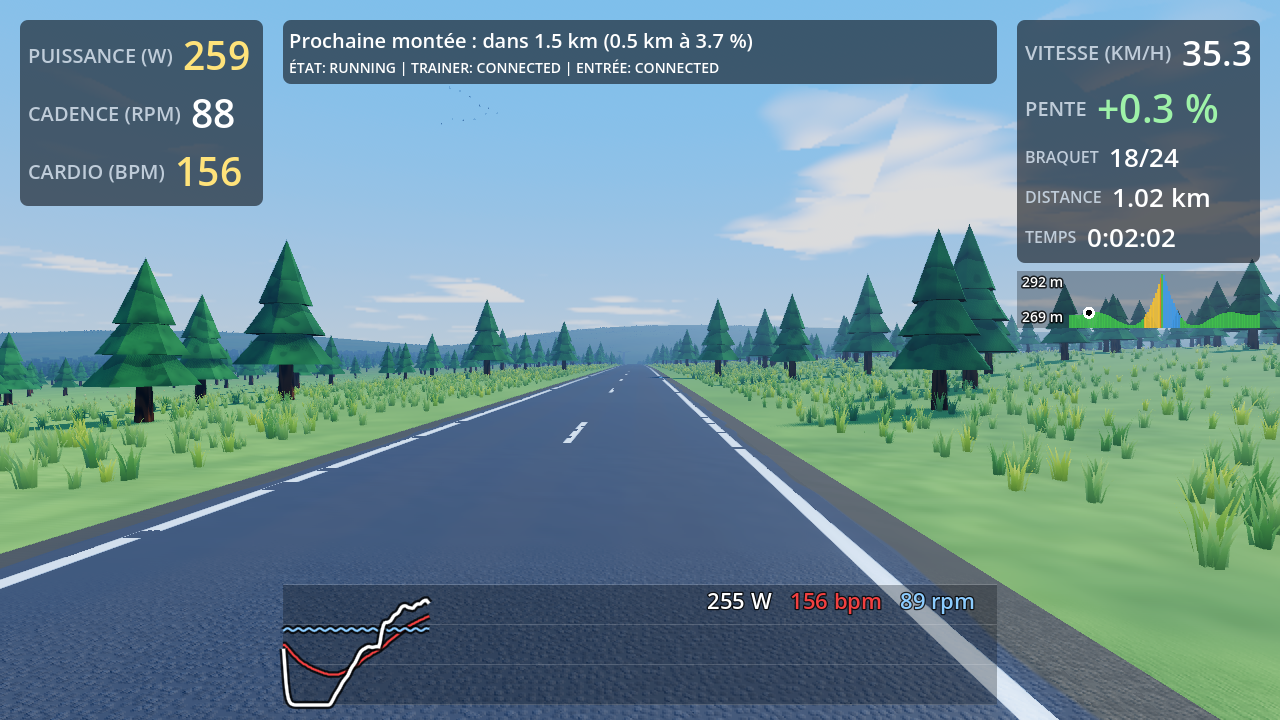 PUISSANCE (W) 259
CADENCE (RPM) 88
CARDIO (BPM) 156
Prochaine montée : dans 1.5 km (0.5 km à 3.7 %)
ÉTAT: RUNNING | TRAINER: CONNECTED | ENTRÉE: CONNECTED
VITESSE (KM/H) 35.3
PENTE +0.3 %
BRAQUET 18/24
DISTANCE 1.02 km
TEMPS 0:02:02
292 m
269 m
255 W 156 bpm 89 rpm